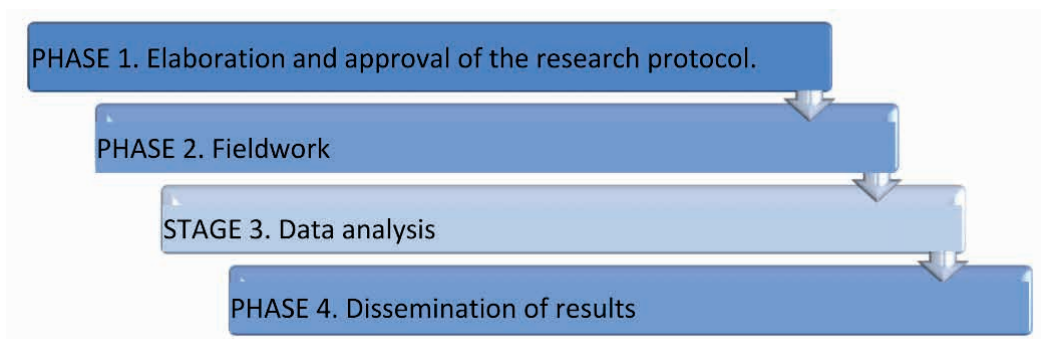 PHASE 1. Elaboration and approval of the research protocol.
PHASE 2. Fieldwork
STAGE 3. Data analysis
PHASE 4. Dissemination of results